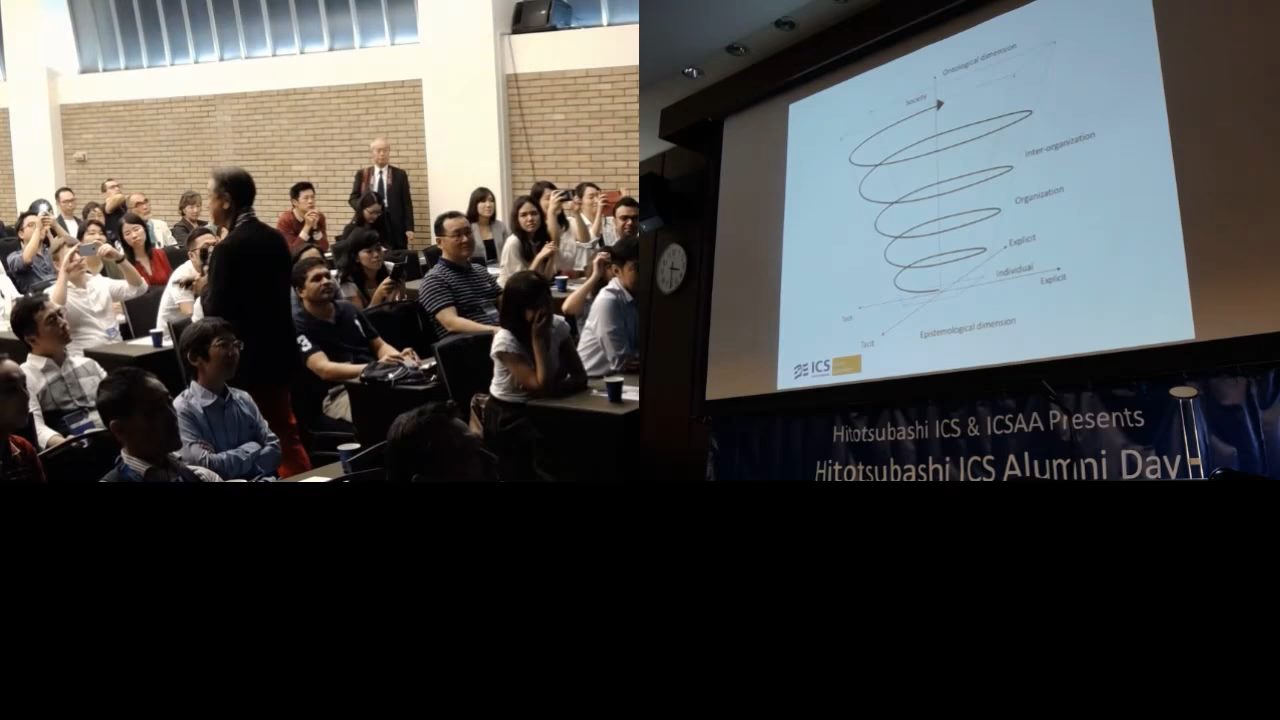 Ontological dimension
Society
Inter-organization
Organization
Explicit
Individual
Explicit
Tacit
Tacit
Epistemological dimension
ICS
3
Hitotsubashi ICS & ICSAA Presents
Hitotsubashi ICS Alumni Day